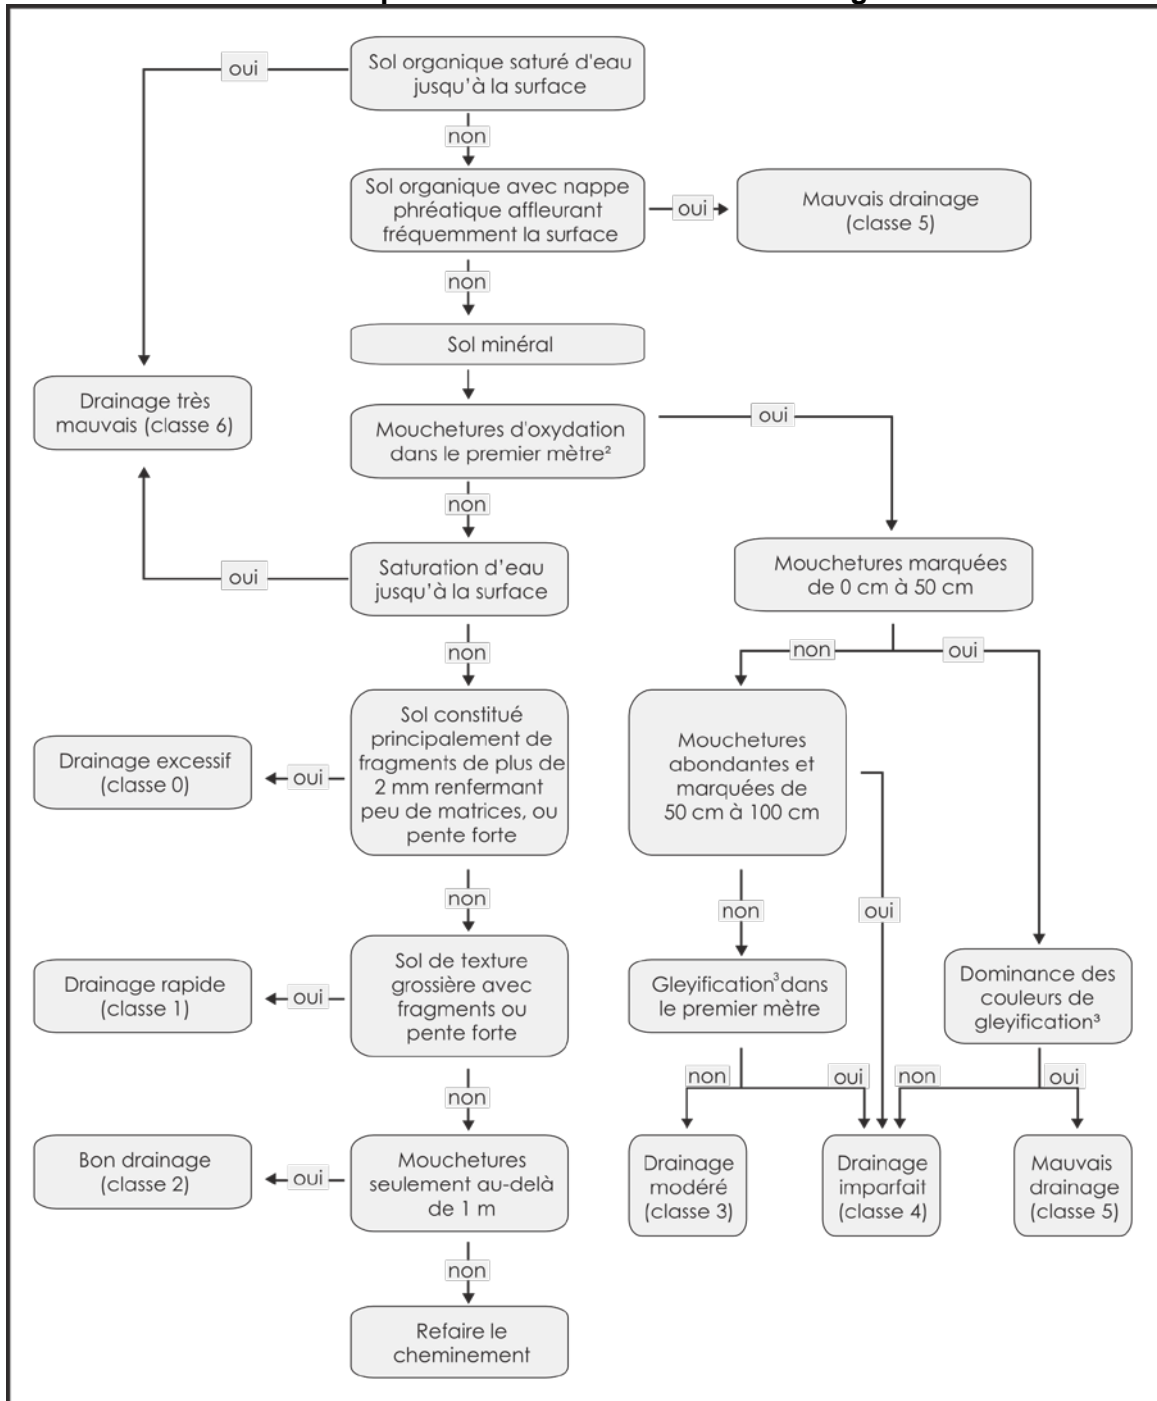 oui
Sol organique saturé d'eau
jusqu'à la surface
non
Sol organique avec nappe
phréatique affleurant
fréquemment la surface
oui
Mauvais drainage
(classe 5)
non
Sol minéral
Drainage très
mauvais (classe 6)
Mouchetures d'oxydation
dans le premier mètre²
oui
non
Saturation d'eau
jusqu'à la surface
oui
Mouchetures marquées
de 0 cm à 50 cm
non
non
oui
Sol constitué
principalement de
fragments de plus de
2 mm renfermant
peu de matrices, ou
pente forte
oui
Drainage excessif
(classe 0)
Mouchetures
abondantes et
marquées de
50 cm à 100 cm
non
non
oui
Sol de texture
grossière avec
fragments ou
pente forte
oui
Drainage rapide
(classe 1)
Gleyification³ dans
le premier mètre
Dominance des
couleurs de
gleyification³
non
non
oui
non
oui
Mouchetures
seulement au-delà
de 1 m
oui
Bon drainage
(classe 2)
Drainage
modéré
(classe 3)
Drainage
imparfait
(classe 4)
Mauvais
drainage
(classe 5)
non
Refaire le
cheminement